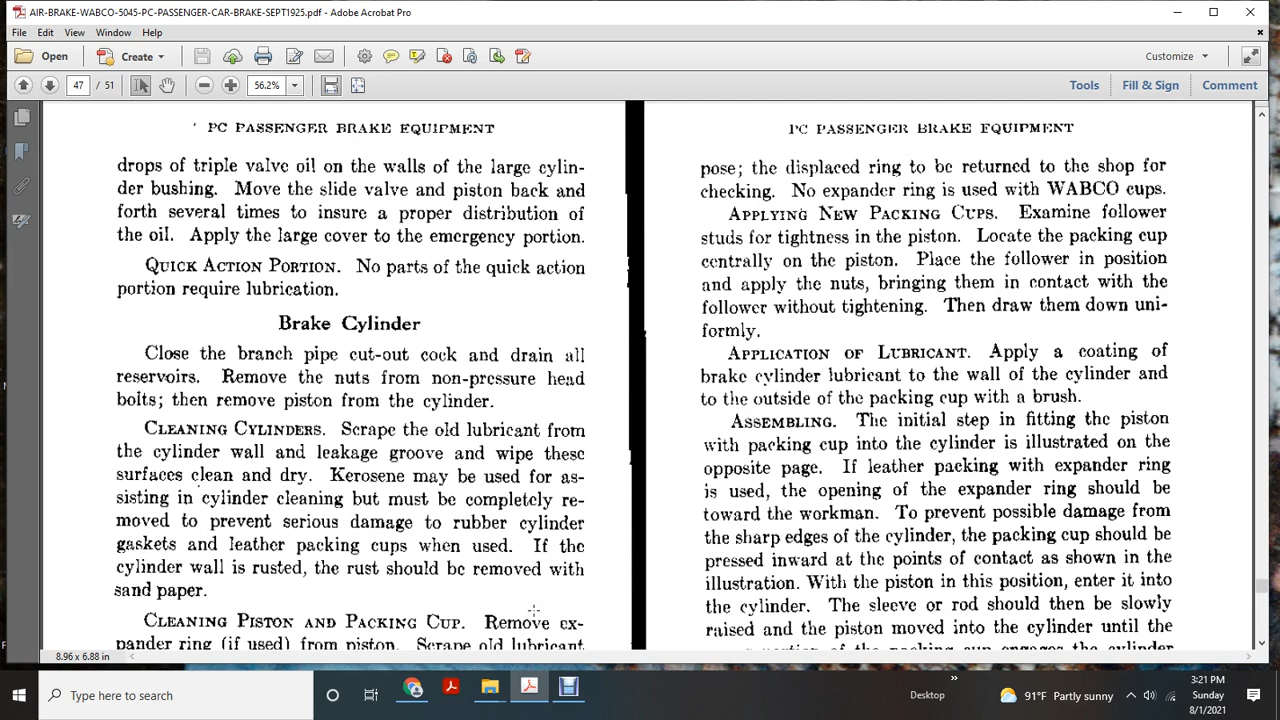 AIR-BRAKE-WABCO-5045-PC-PASSENGER-CAR-BRAKE-SEPT1925.pdf - Adobe Acrobat Pro
File Edit View Window Help
Open Create Customize
47 / 51 56.2% Tools Fill & Sign Comment
PC PASSENGER BRAKE EQUIPMENT
drops of triple valve oil on the walls of the large cylin-
der bushing. Move the slide valve and piston back and
forth several times to insure a proper distribution of
the oil. Apply the large cover to the emergency portion.
QUICK ACTION PORTION. No parts of the quick action
portion require lubrication.
Brake Cylinder
Close the branch pipe cut-out cock and drain all
reservoirs. Remove the nuts from non-pressure head
bolts; then remove piston from the cylinder.
CLEANING CYLINDERS. Scrape the old lubricant from
the cylinder wall and leakage groove and wipe these
surfaces clean and dry. Kerosene may be used for as-
sisting in cylinder cleaning but must be completely re-
moved to prevent serious damage to rubber cylinder
gaskets and leather packing cups when used. If the
cylinder wall is rusted, the rust should be removed with
sand paper.
CLEANING PISTON AND PACKING CUP. Remove ex-
pander ring (if used) from piston. Scrape old lubricant
PC PASSENGER BRAKE EQUIPMENT
pose; the displaced ring to be returned to the shop for
checking. No expander ring is used with WABCO cups.
APPLYING NEW PACKING CUPS. Examine follower
studs for tightness in the piston. Locate the packing cup
centrally on the piston. Place the follower in position
and apply the nuts, bringing them in contact with the
follower without tightening. Then draw them down uni-
formly.
APPLICATION OF LUBRICANT. Apply a coating of
brake cylinder lubricant to the wall of the cylinder and
to the outside of the packing cup with a brush.
ASSEMBLING. The initial step in fitting the piston
with packing cup into the cylinder is illustrated on the
opposite page. If leather packing with expander ring
is used, the opening of the expander ring should be
toward the workman. To prevent possible damage from
the sharp edges of the cylinder, the packing cup should be
pressed inward at the points of contact as shown in the
illustration. With the piston in this position, enter it into
the cylinder. The sleeve or rod should then be slowly
raised and the piston moved into the cylinder until the
portion of the packing cup engages the cylinder
8.96 x 6.88 in
Type here to search
Desktop
91°F Partly sunny
3:21 PM
Sunday
8/1/2021